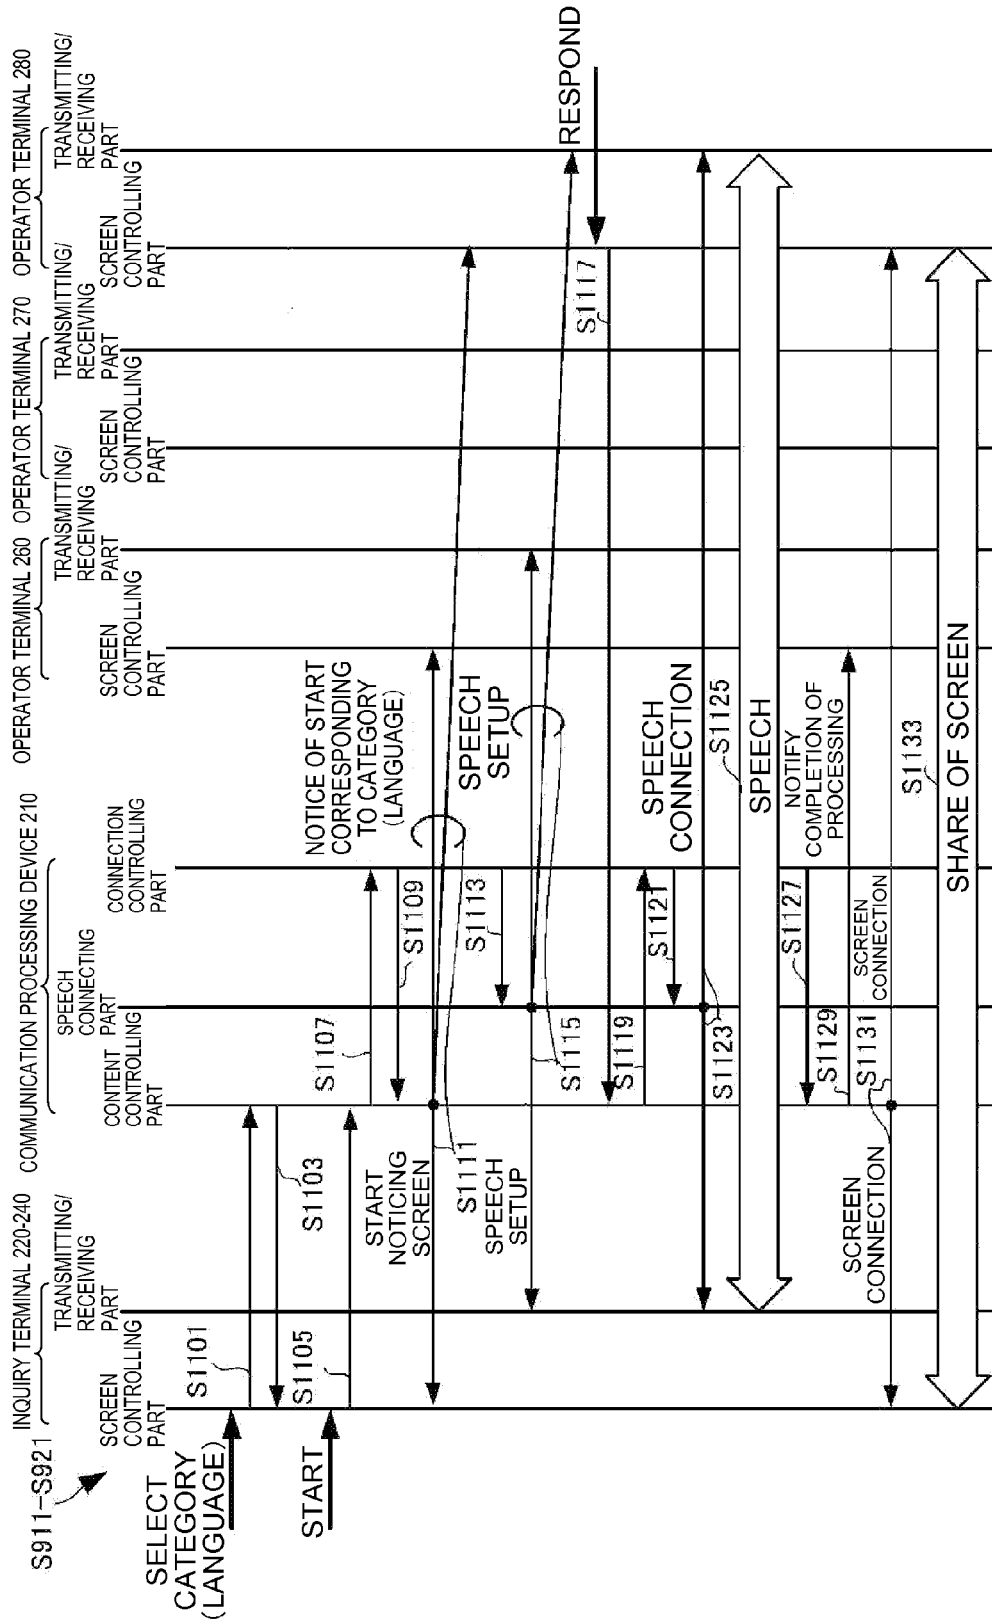 S911-S921
INQUIRY TERMINAL 220-240
SCREEN
CONTROLLING
PART
TRANSMITTING/
RECEIVING
PART
COMMUNICATION PROCESSING DEVICE 210
CONTENT
CONTROLLING
PART
SPEECH
CONNECTING
PART
CONNECTION
CONTROLLING
PART
OPERATOR TERMINAL 260
SCREEN
CONTROLLING
PART
TRANSMITTING/
RECEIVING
PART
OPERATOR TERMINAL 270
SCREEN
CONTROLLING
PART
TRANSMITTING/
RECEIVING
PART
OPERATOR TERMINAL 280
SCREEN
CONTROLLING
PART
TRANSMITTING/
RECEIVING
PART
SELECT
CATEGORY
(LANGUAGE)
S1101
S1103
START
S1105
S1107
S1109
NOTICE OF START
CORRESPONDING
TO CATEGORY
(LANGUAGE)
START
NOTICING
SCREEN
S1111
S1113
SPEECH
SETUP
SPEECH
SETUP
S1115
RESPOND
S1117
S1119
S1121
SPEECH
CONNECTION
S1123
S1125
SPEECH
S1127
NOTIFY
COMPLETION OF
PROCESSING
S1129
S1131
SCREEN
CONNECTION
SCREEN
CONNECTION
S1133
SHARE OF SCREEN